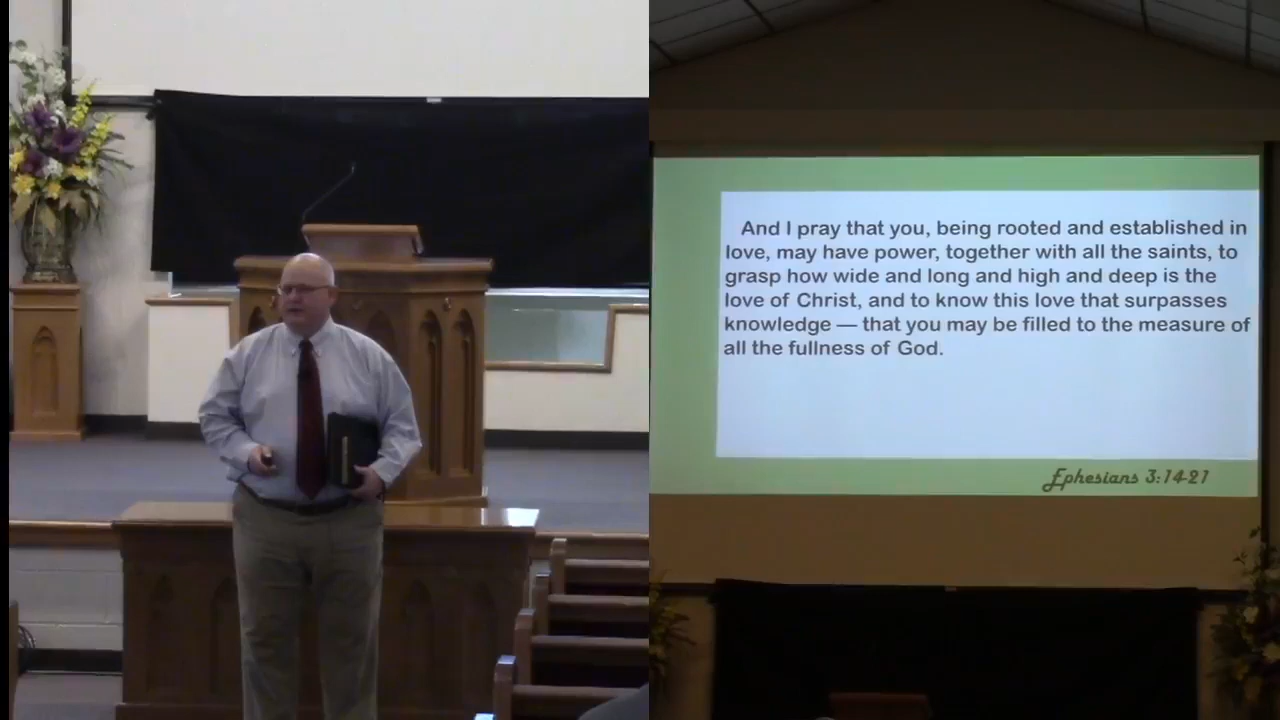 And I pray that you, being rooted and established in
love, may have power, together with all the saints, to
grasp how wide and long and high and deep is the
love of Christ, and to know this love that surpasses
knowledge — that you may be filled to the measure of
all the fullness of God.
Ephesians 3:14-21